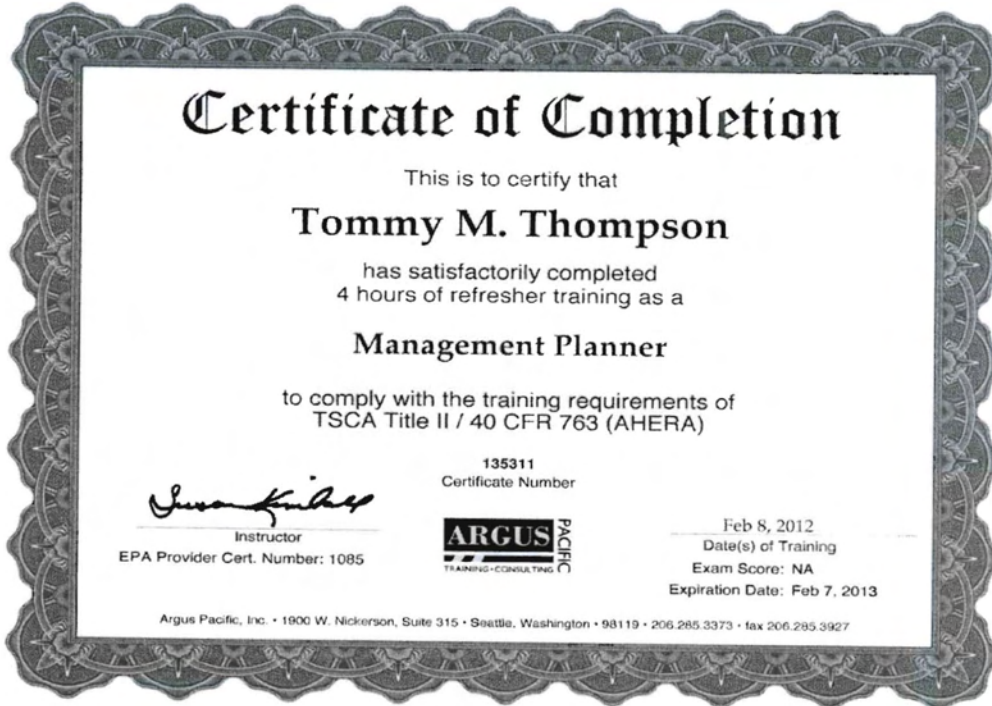 Certificate of Completion
This is to certify that
Tommy M. Thompson
has satisfactorily completed
4 hours of refresher training as a
Management Planner
to comply with the training requirements of
TSCA Title II / 40 CFR 763 (AHERA)
135311
Certificate Number
Susan Kimball
Instructor
EPA Provider Cert. Number: 1085
ARGUS
PACIFIC
TRAINING • CONSULTING
Feb 8, 2012
Date(s) of Training
Exam Score: NA
Expiration Date: Feb 7, 2013
Argus Pacific, Inc. • 1900 W. Nickerson, Suite 315 • Seattle, Washington • 98119 • 206.285.3373 • fax 206.285.3927